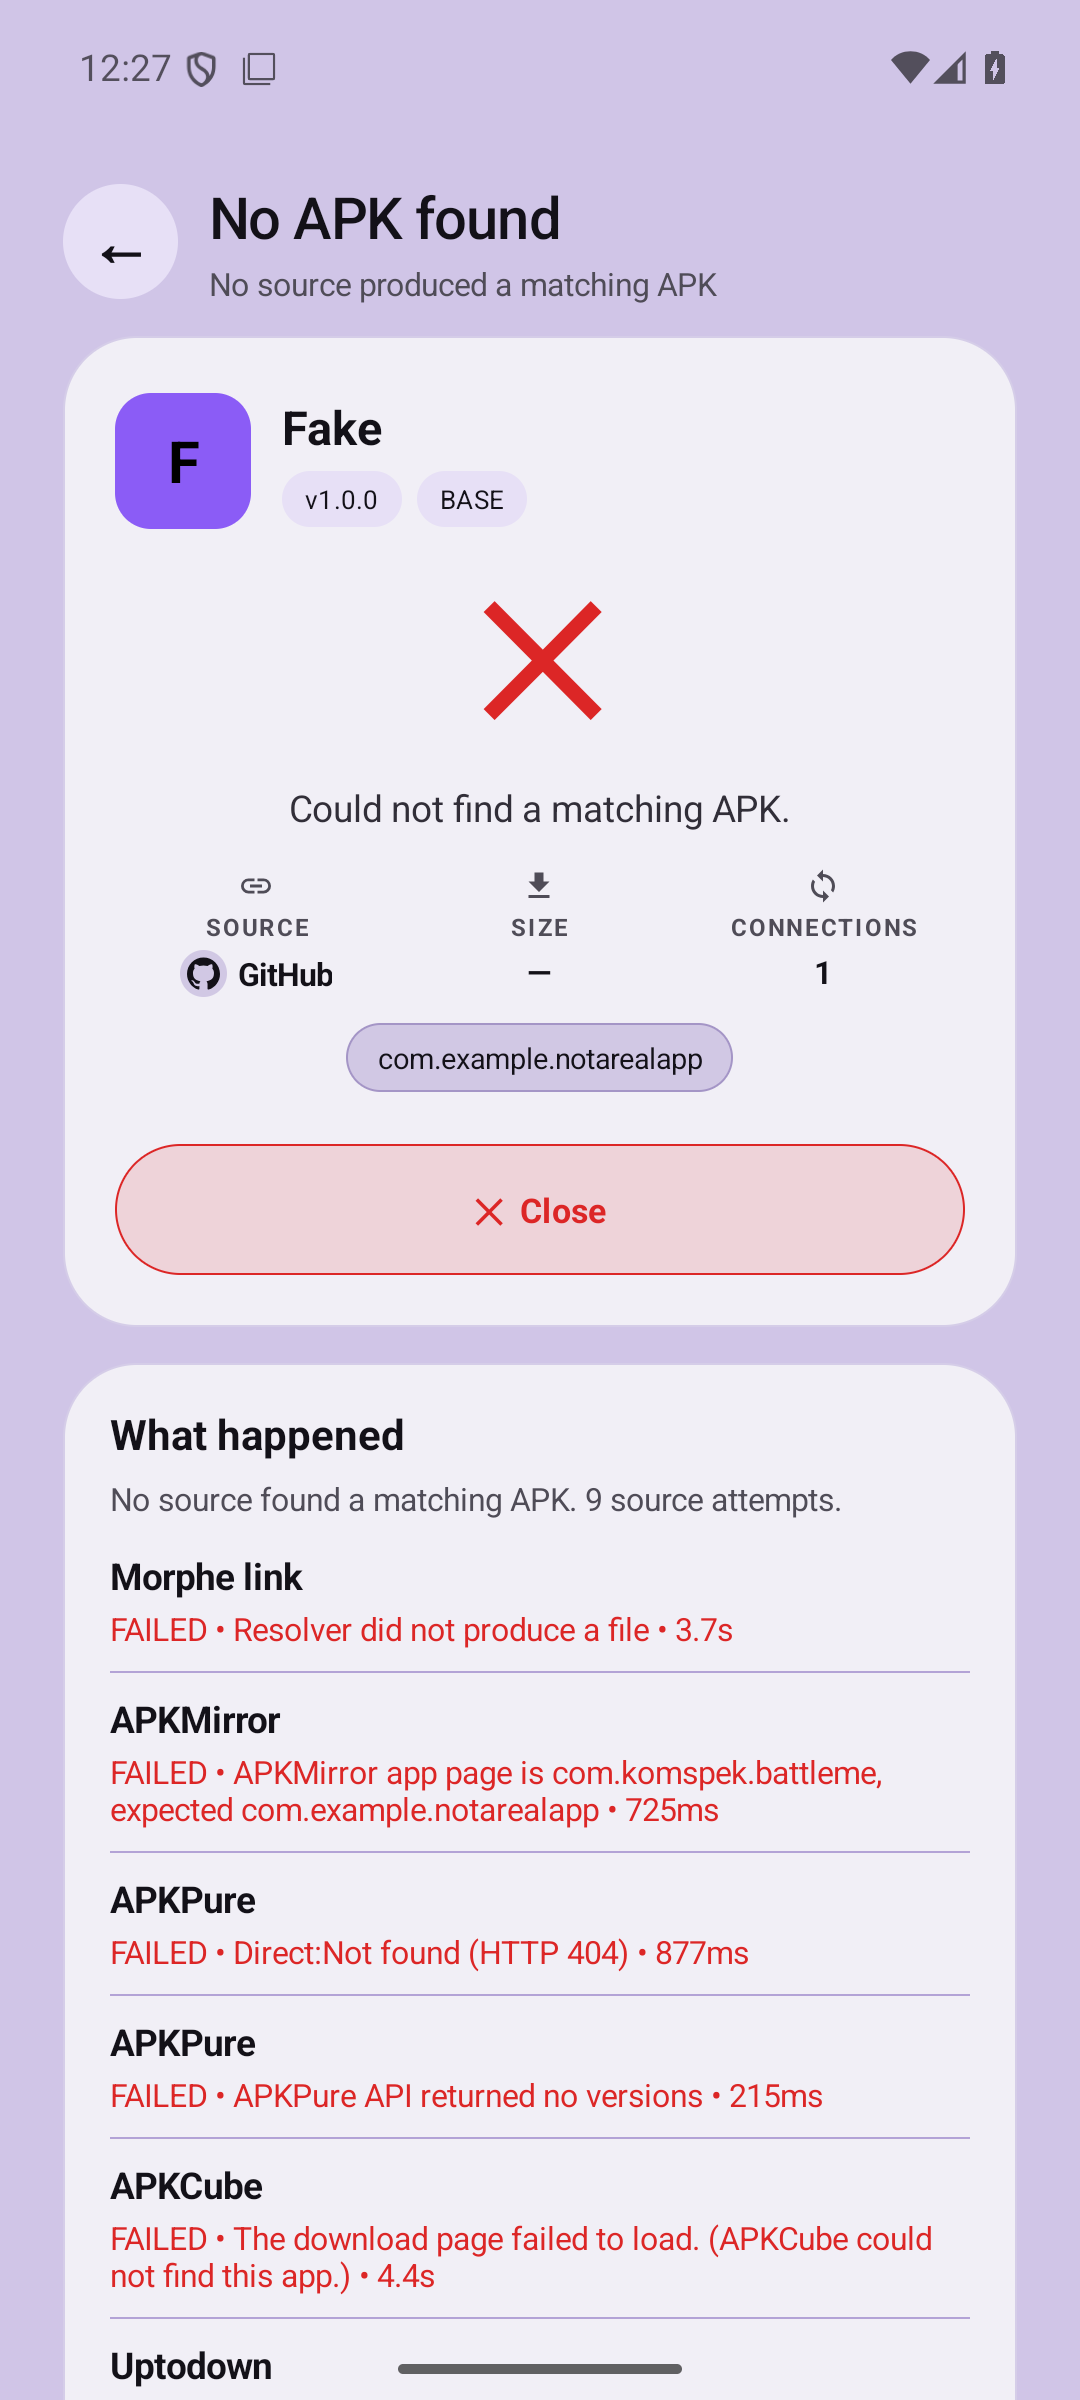 12:27
No APK found
No source produced a matching APK
F
Fake
v1.0.0
BASE
Could not find a matching APK.
SOURCE
SIZE
CONNECTIONS
GitHub
—
1
com.example.notarealapp
Close
What happened
No source found a matching APK. 9 source attempts.
Morphe link
FAILED • Resolver did not produce a file • 3.7s
APKMirror
FAILED • APKMirror app page is com.komspek.battleme,
expected com.example.notarealapp • 725ms
APKPure
FAILED • Direct:Not found (HTTP 404) • 877ms
APKPure
FAILED • APKPure API returned no versions • 215ms
APKCube
FAILED • The download page failed to load. (APKCube could
not find this app.) • 4.4s
Uptodown